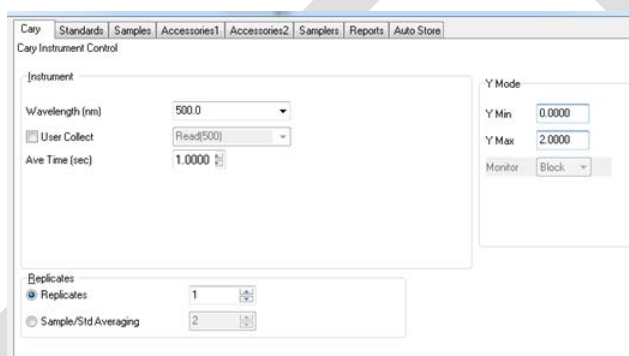 Cary Standards Samples Accessories1 Accessories2 Samplers Reports Auto Store
Cary Instrument Control
Instrument
Wavelength (nm) 500.0
User Collect Read(500)
Ave Time (sec) 1.0000
Y Mode
Y Min 0.0000
Y Max 2.0000
Monitor Block
Replicates
Replicates 1
Sample/Std Averaging 2